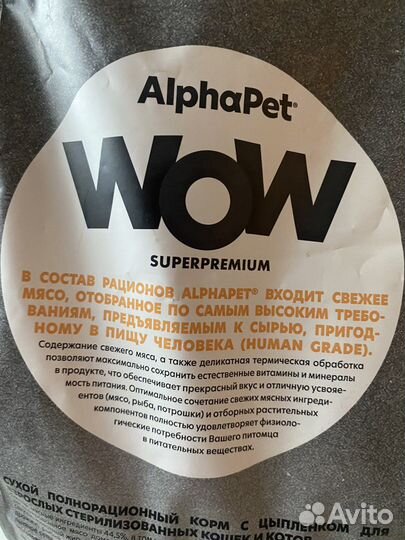 AlphaPet®
WOW
SUPERPREMIUM
В СОСТАВ РАЦИОНОВ ALPHAPET® ВХОДИТ СВЕЖЕЕ
МЯСО, ОТОБРАННОЕ ПО САМЫМ ВЫСОКИМ ТРЕБО-
ВАНИЯМ, ПРЕДЪЯВЛЯЕМЫМ К СЫРЬЮ, ПРИГОД-
НОМУ В ПИЩУ ЧЕЛОВЕКА (HUMAN GRADE).
Содержание свежего мяса, а также деликатная термическая обработка
позволяют максимально сохранить естественные витамины и минералы
в продукте, что обеспечивает прекрасный вкус и отличную усвояе-
мость питания. Оптимальное сочетание свежих мясных ингреди-
ентов (мясо, рыба, потрошки) и отборных растительных
компонентов полностью удовлетворяет физиоло-
гические потребности Вашего питомца
в питательных веществах.
СУХОЙ ПОЛНОРАЦИОННЫЙ КОРМ С ЦЫПЛЕНКОМ ДЛЯ
ВЗРОСЛЫХ СТЕРИЛИЗОВАННЫХ КОШЕК И КОТОВ
ингредиенты 44,5%, в том
Avito